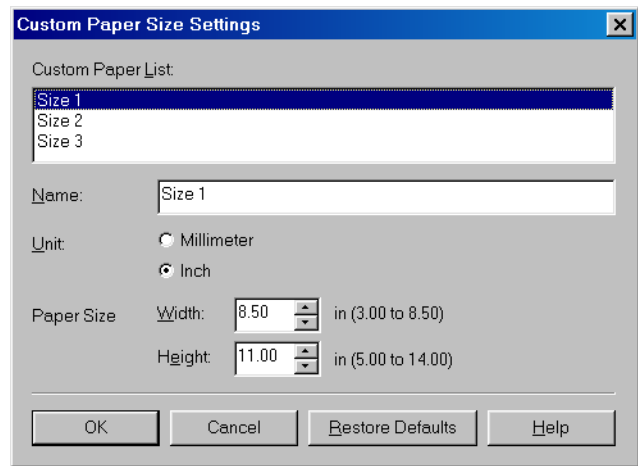 Custom Paper Size Settings
Custom Paper List:
Size 1
Size 2
Size 3
Name: Size 1
Unit: Millimeter
Inch
Paper Size Width: 8.50 in (3.00 to 8.50)
Height: 11.00 in (5.00 to 14.00)
OK Cancel Restore Defaults Help